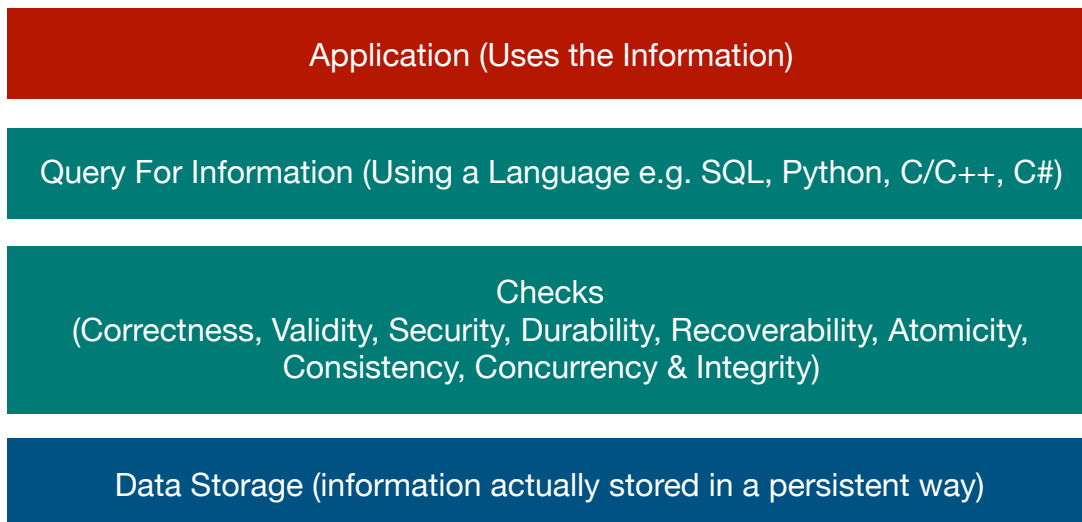 Application (Uses the Information)
Query For Information (Using a Language e.g. SQL, Python, C/C++, C#)
Checks
(Correctness, Validity, Security, Durability, Recoverability, Atomicity,
Consistency, Concurrency & Integrity)
Data Storage (information actually stored in a persistent way)